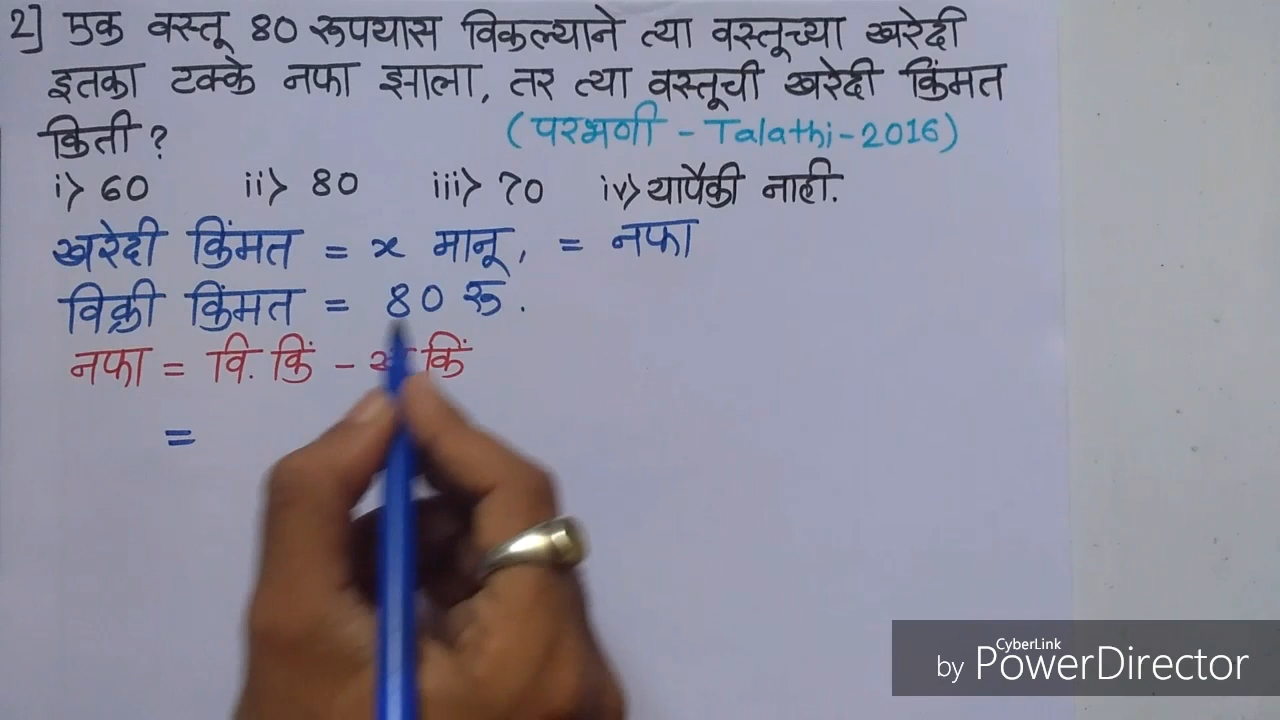 2] एक वस्तू 80 रूपयास विकल्याने त्या वस्तूच्या खरेदी
इतका टक्के नफा झाला, तर त्या वस्तूची खरेदी किंमत
किती ?
(परभणी - Talathi - 2016)
i> 60 ii> 80 iii> 70 iv> यापैकी नाही.
खरेदी किंमत = x मानू, = नफा
विक्री किंमत = 80 रू.
नफा = वि. किं - किं
=
CyberLink
by PowerDirector